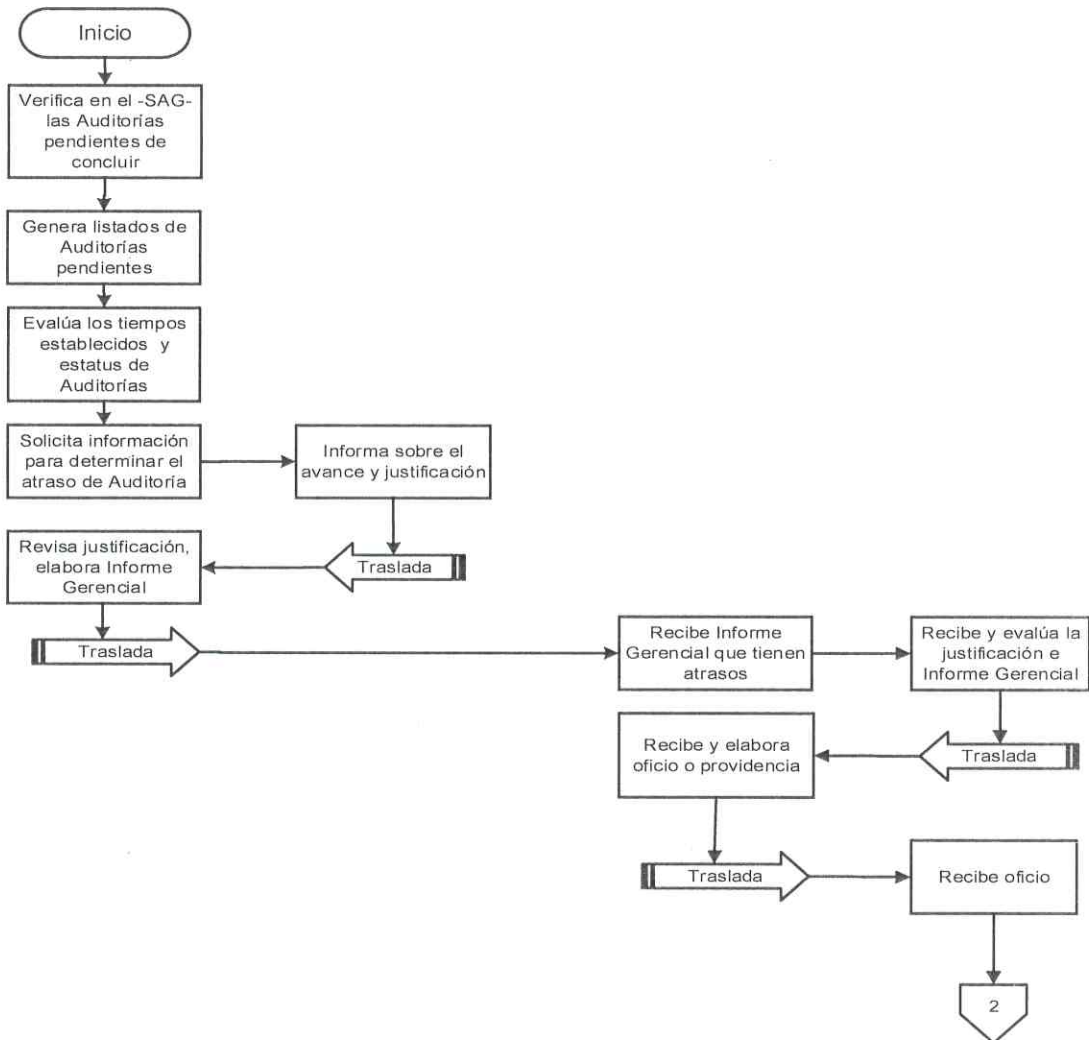 Inicio
Verifica en el -SAG-
las Auditorías
pendientes de
concluir
Genera listados de
Auditorías
pendientes
Evalúa los tiempos
establecidos y
estatus de
Auditorías
Solicita información
para determinar el
atraso de Auditoría
Informa sobre el
avance y justificación
Traslada
Revisa justificación,
elabora Informe
Gerencial
Traslada
Recibe Informe
Gerencial que tienen
atrasos
Recibe y evalúa la
justificación e
Informe Gerencial
Traslada
Recibe y elabora
oficio o providencia
Traslada
Recibe oficio
2